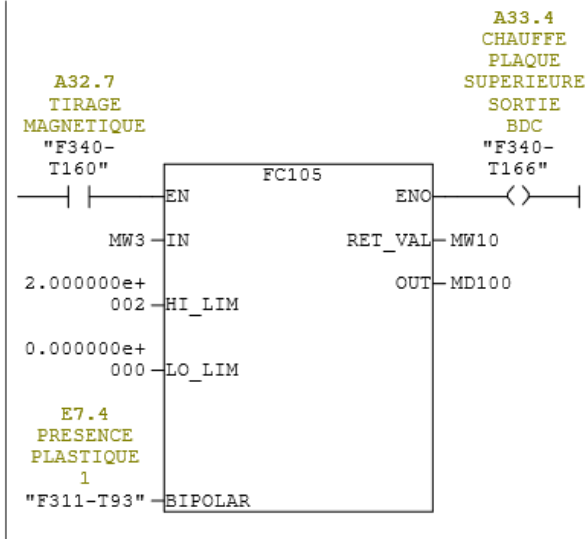 A33.4
CHAUFFE
PLAQUE
SUPERIEURE
SORTIE
BDC
"F340-
T166"
A32.7
TIRAGE
MAGNETIQUE
"F340-
T160"
FC105
EN
ENO
MW3
IN
RET_VAL
MW10
2.000000e+
002
HI_LIM
OUT
MD100
0.000000e+
000
LO_LIM
E7.4
PRESENCE
PLASTIQUE
1
"F311-T93"
BIPOLAR